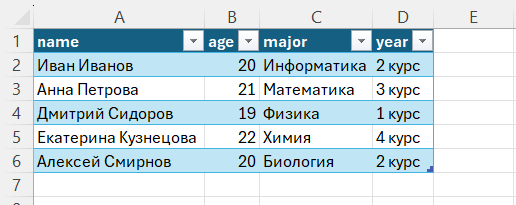 A B C D E
1 name age major year
2 Иван Иванов 20 Информатика 2 курс
3 Анна Петрова 21 Математика 3 курс
4 Дмитрий Сидоров 19 Физика 1 курс
5 Екатерина Кузнецова 22 Химия 4 курс
6 Алексей Смирнов 20 Биология 2 курс
7